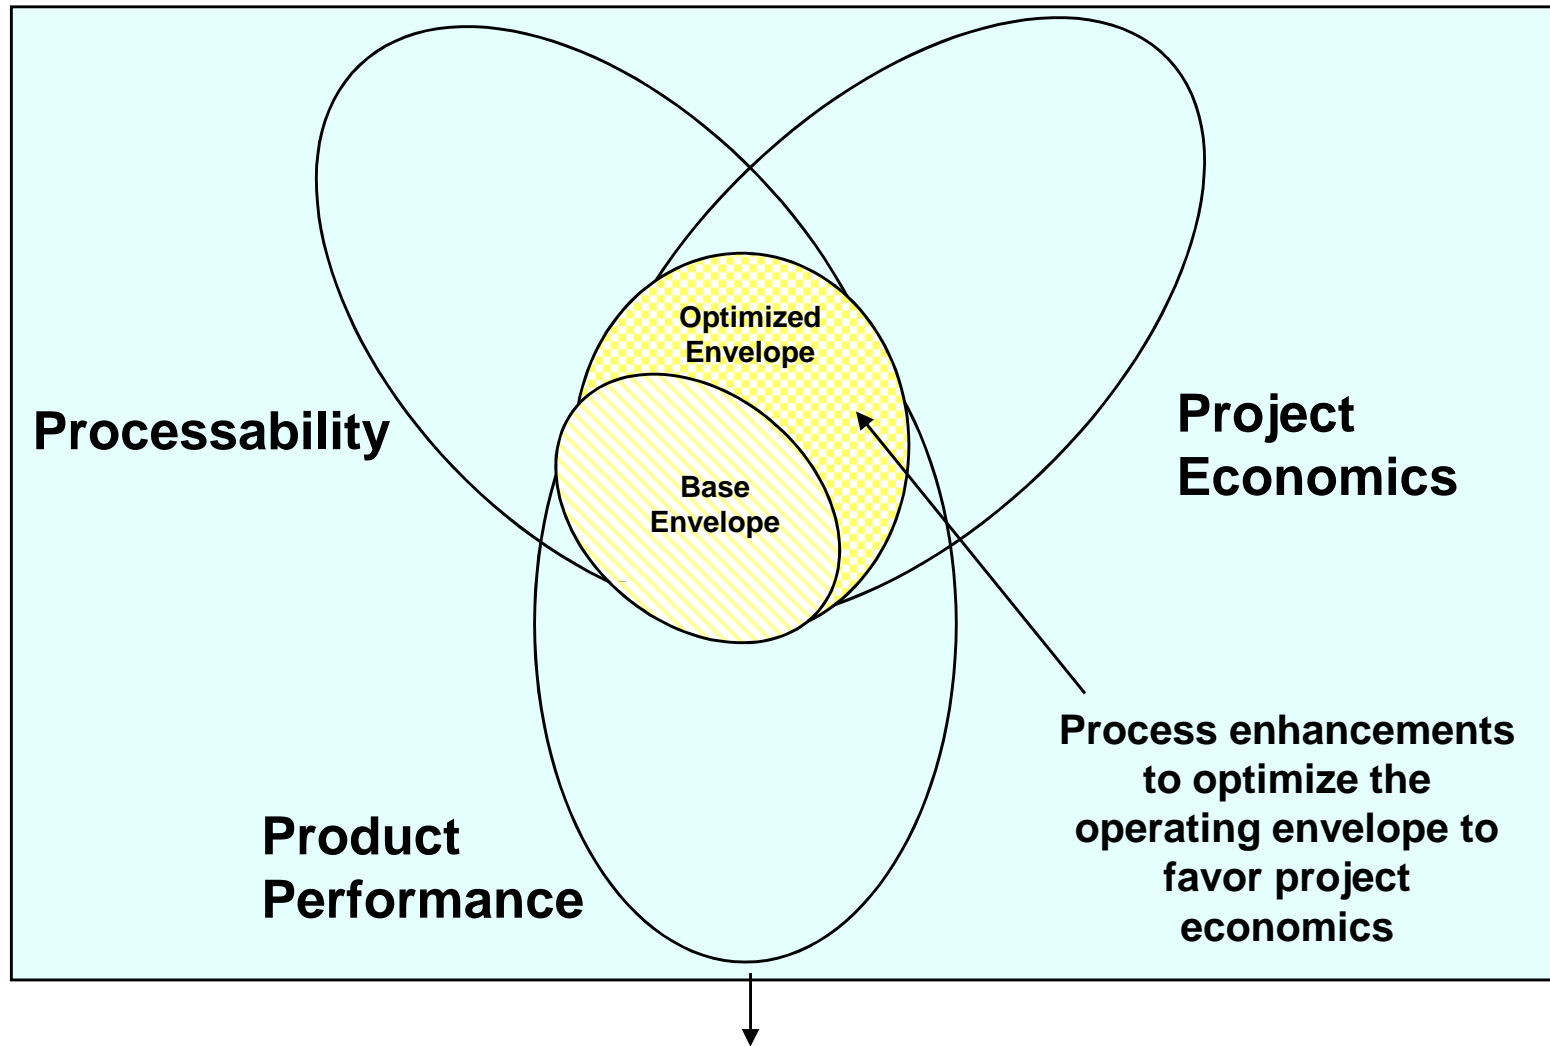 Optimized
Envelope
Processability
Project
Economics
Base
Envelope
Process enhancements
to optimize the
operating envelope to
favor project
economics
Product
Performance